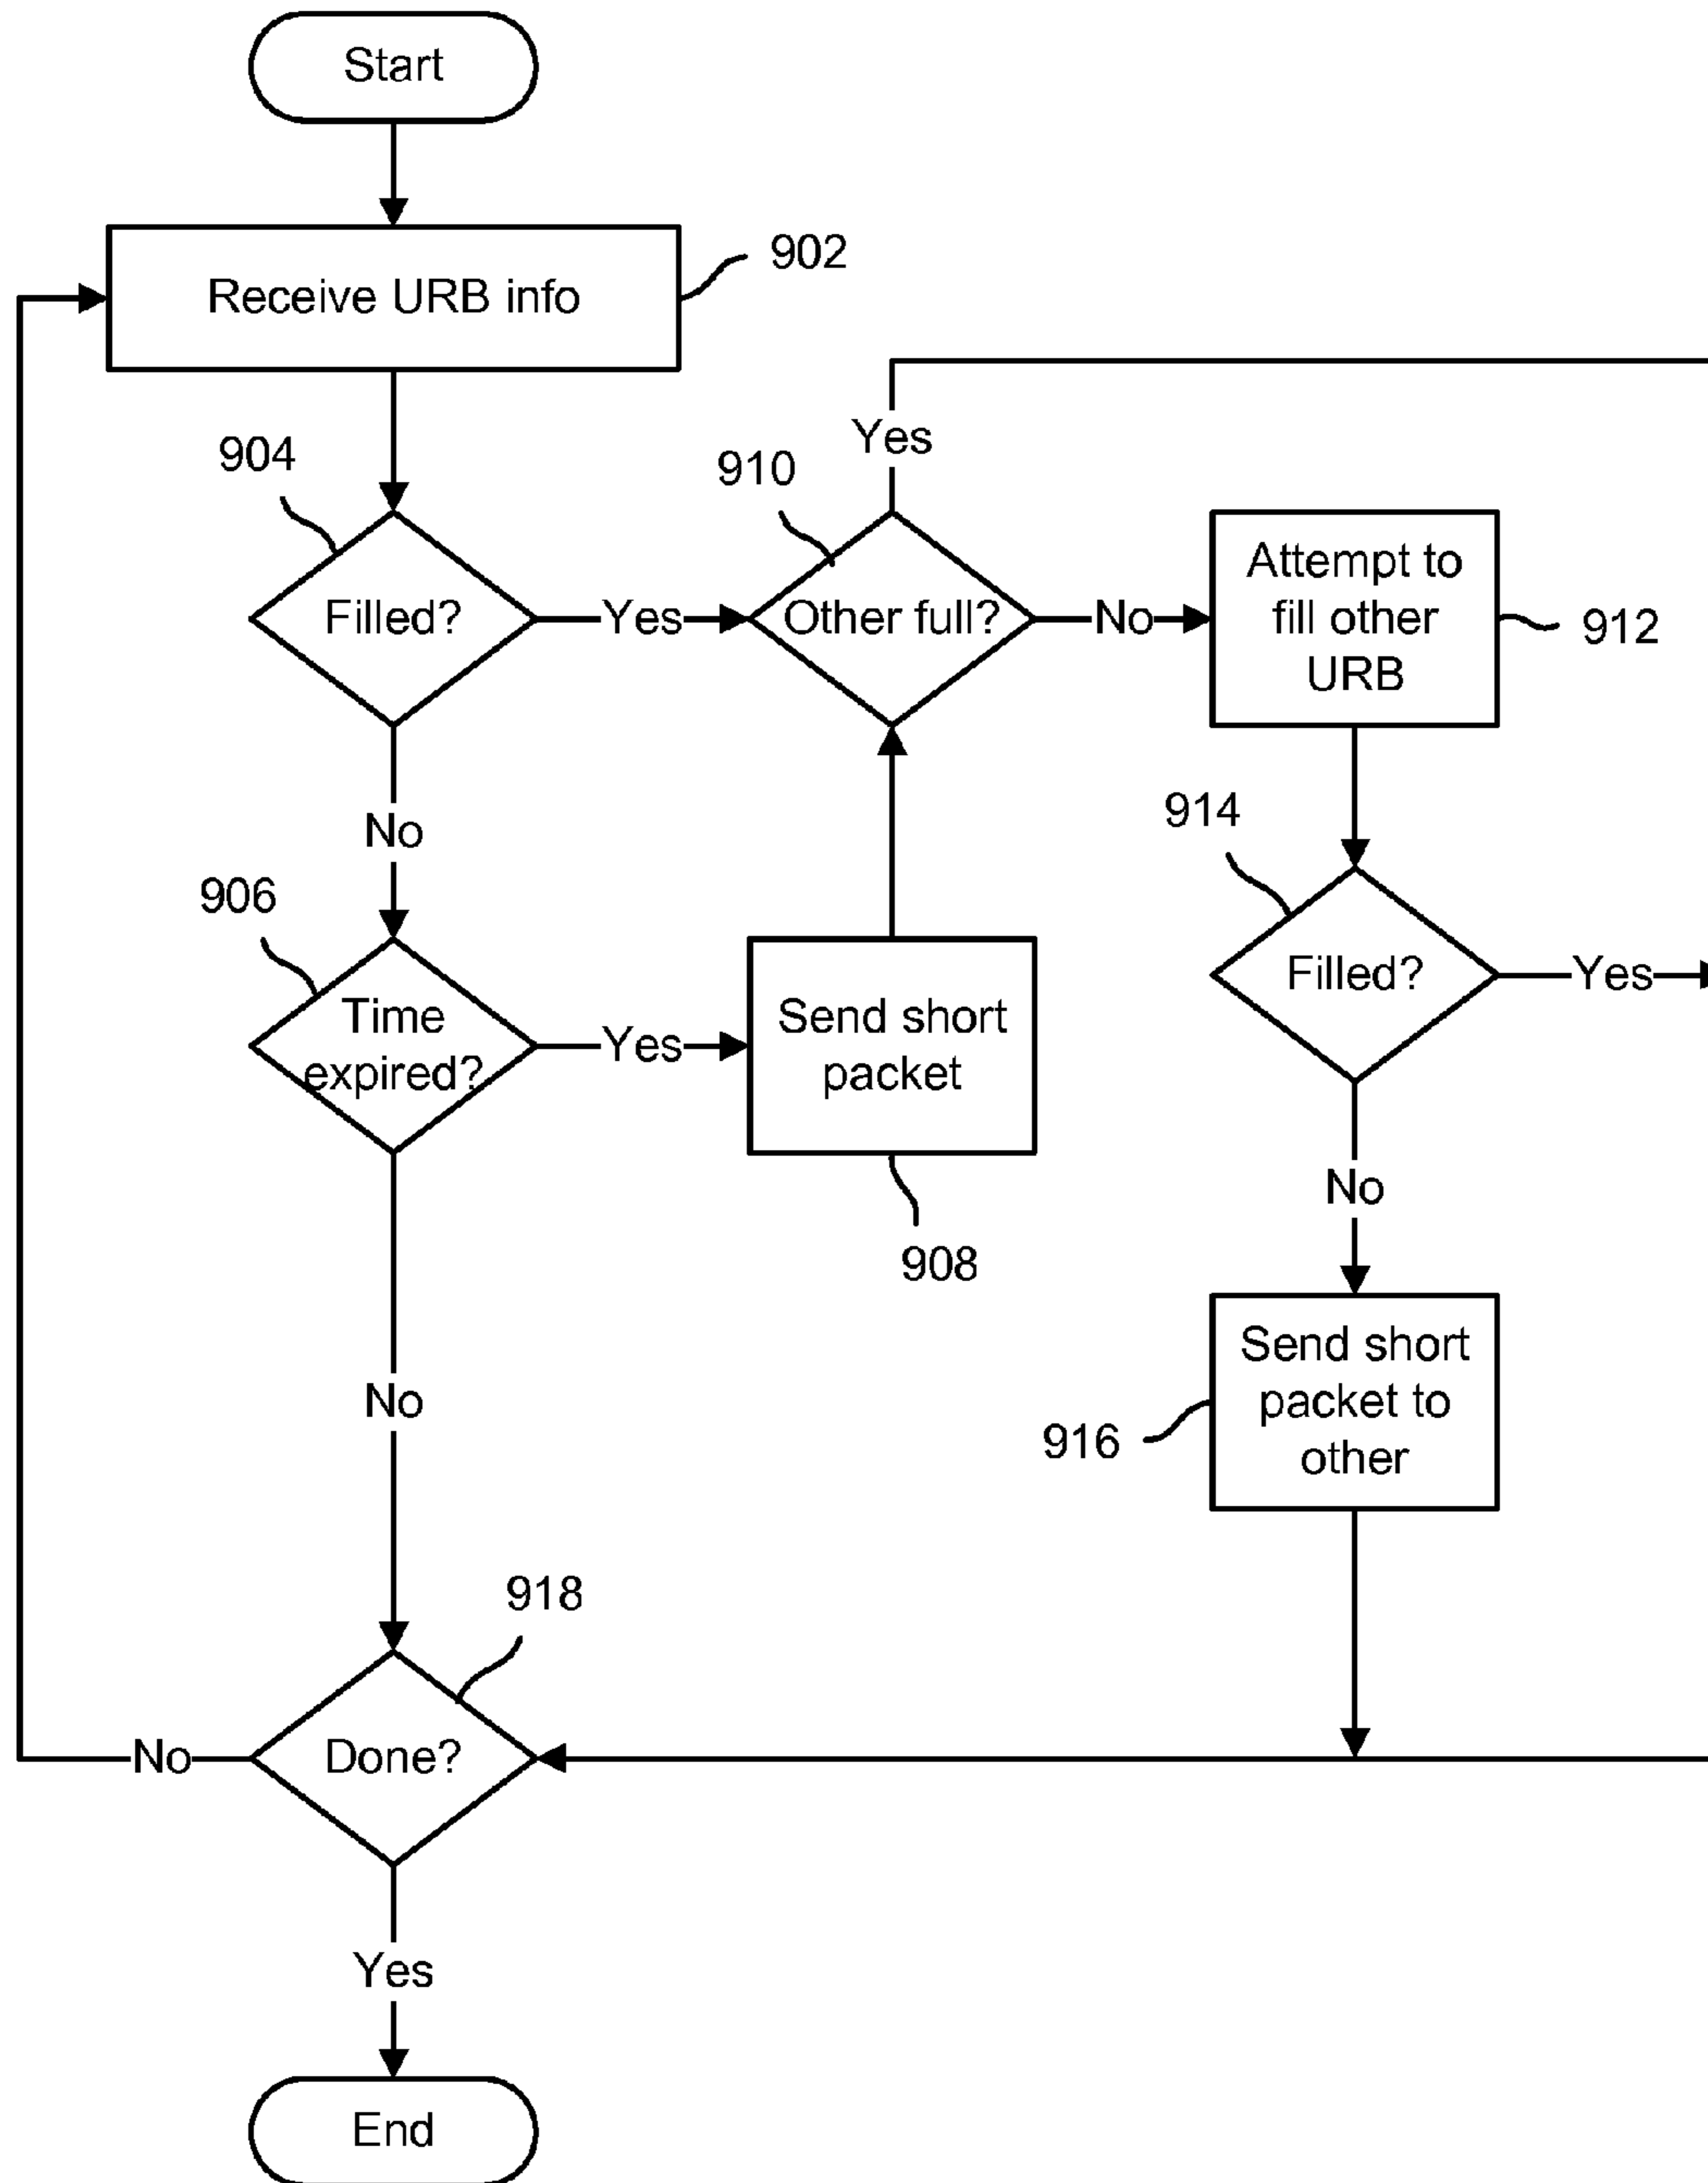 Start
Receive URB info
902
904
Filled?
Yes
910
Yes
Other full?
No
Attempt to
fill other
URB
912
No
906
Time
expired?
Yes
Send short
packet
908
914
Filled?
Yes
No
Send short
packet to
other
916
No
918
Done?
No
Yes
End